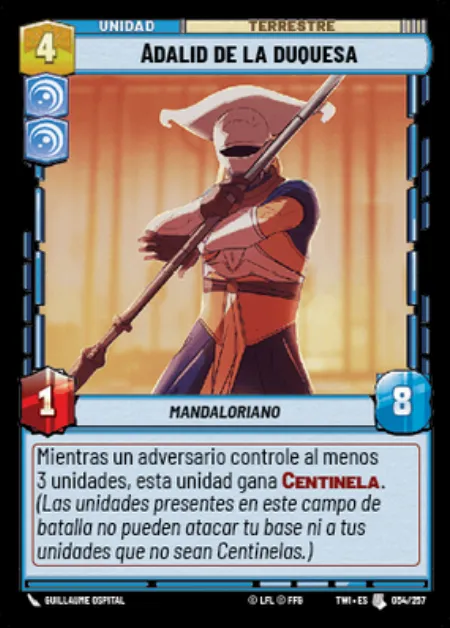 UNIDAD
TERRESTRE
4
ADALID DE LA DUQUESA
1
MANDALORIANO
8
Mientras un adversario controle al menos
3 unidades, esta unidad gana CENTINELA.
(Las unidades presentes en este campo de
batalla no pueden atacar tu base ni a tus
unidades que no sean Centinelas.)
GUILLAUME OSPITAL
© LFL © FFG
TWI • ES
054/257